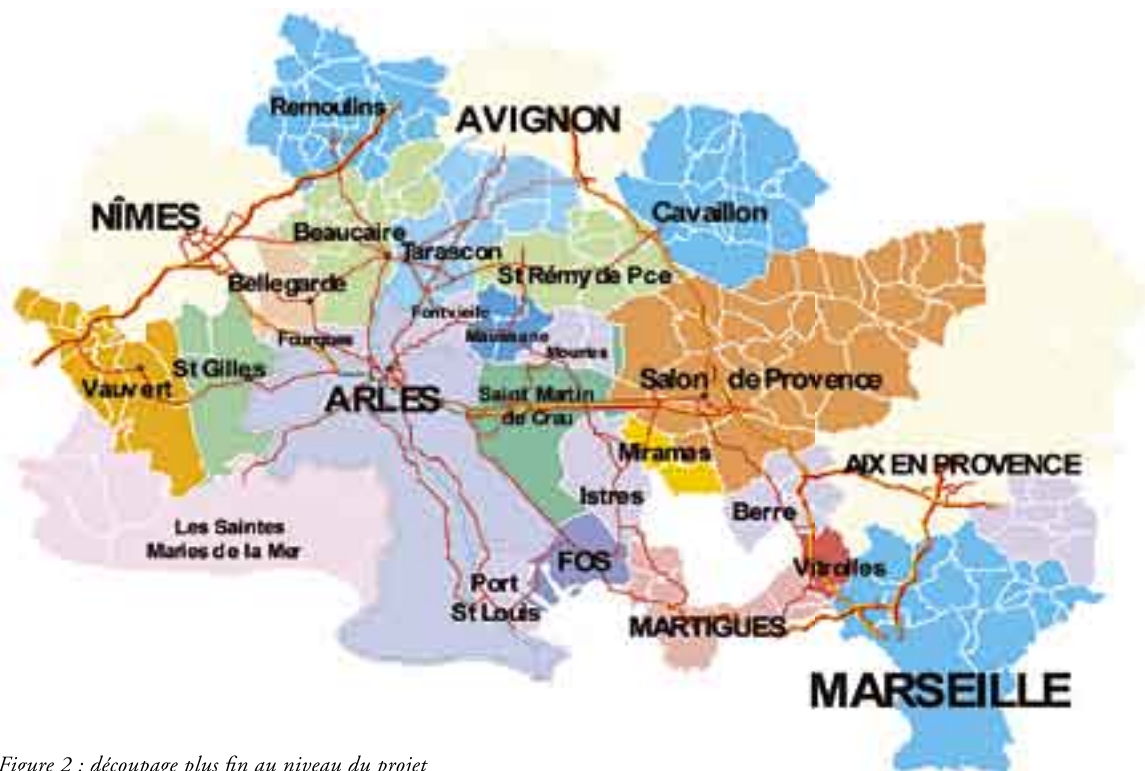 Remoulins
AVIGNON
NÎMES
Cavaillon
Beaucaire
Tarascon
St Rémy de Pce
Bellegarde
Fontvieille
Maussane
Fourques
Mouries
St Gilles
Vauvert
ARLES
Salon de Provence
Saint Martin
de Crau
Miramas
AIX EN PROVENCE
Istres
Berre
Les Saintes
Maries de la Mer
FOS
Vitrolles
Port
St Louis
MARTIGUES
MARSEILLE
Figure 2 : découpage plus fin au niveau du projet